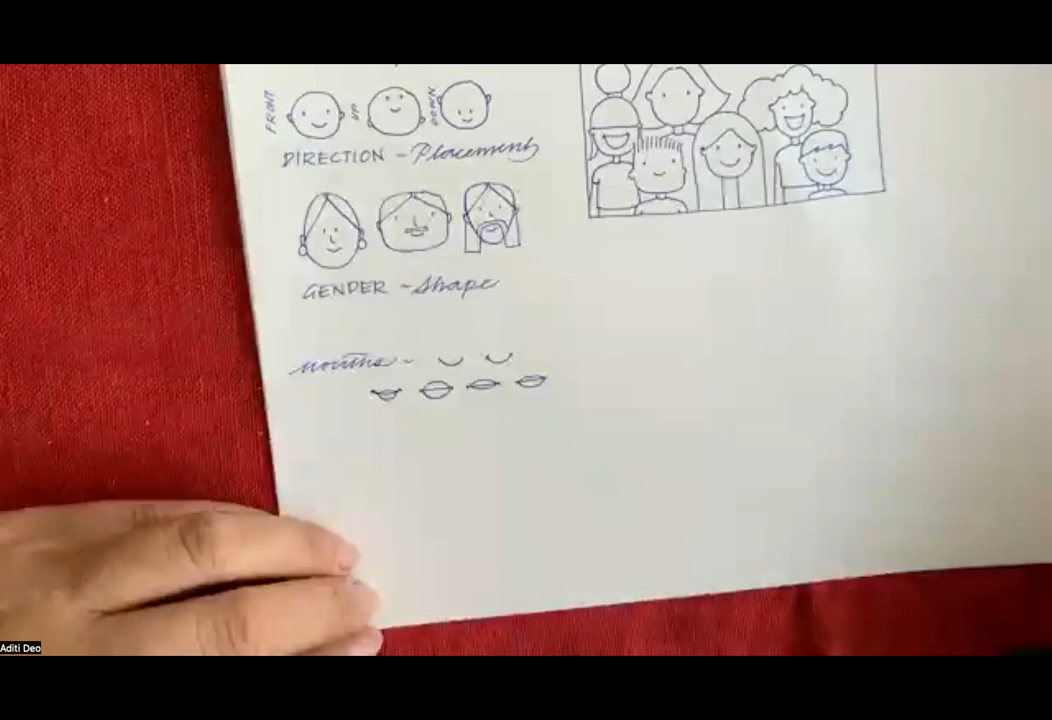 FRONT UP DOWN
DIRECTION - Placement
GENDER - Shape
mouths -
Aditi Deo